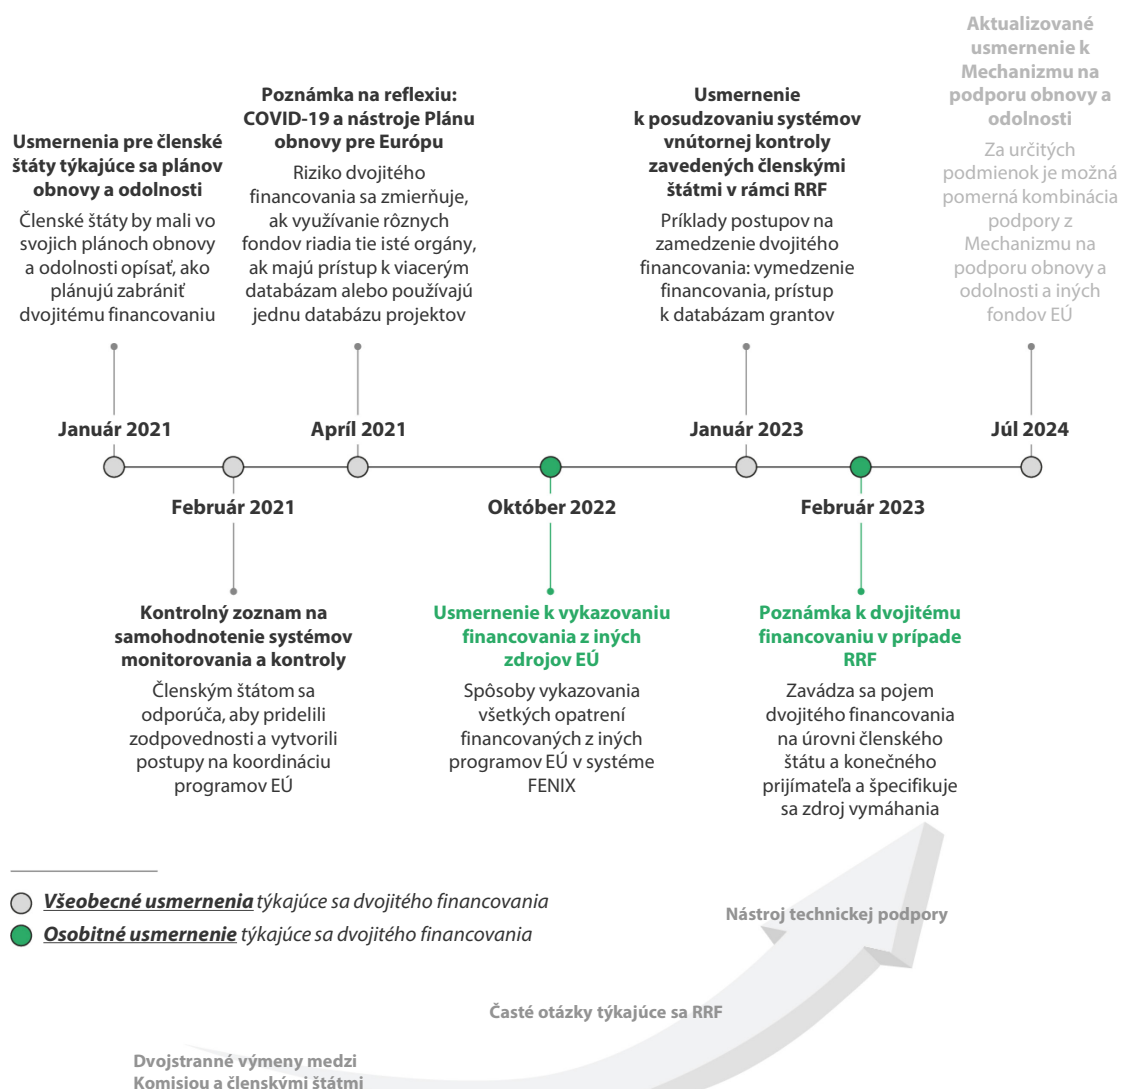 Usmernenia pre členské
štáty týkajúce sa plánov
obnovy a odolnosti
Členské štáty by mali vo
svojich plánoch obnovy
a odolnosti opísať, ako
plánujú zabrániť
dvojitému financovaniu
Poznámka na reflexiu:
COVID-19 a nástroje Plánu
obnovy pre Európu
Riziko dvojitého
financovania sa zmierňuje,
ak využívanie rôznych
fondov riadia tie isté orgány,
ak majú prístup k viacerým
databázam alebo používajú
jednu databázu projektov
Usmernenie
k posudzovaniu systémov
vnútornej kontroly
zavedených členskými
štátmi v rámci RRF
Príklady postupov na
zamedzenie dvojitého
financovania: vymedzenie
financovania, prístup
k databázam grantov
Aktualizované
usmernenie k
Mechanizmu na
podporu obnovy a
odolnosti
Za určitých
podmienok je možná
pomerná kombinácia
podpory z
Mechanizmu na
podporu obnovy a
odolnosti a iných
fondov EÚ
Január 2021
Apríl 2021
Január 2023
Júl 2024
Február 2021
Október 2022
Február 2023
Kontrolný zoznam na
samohodnotenie systémov
monitorovania a kontroly
Členským štátom sa
odporúča, aby pridelili
zodpovednosti a vytvorili
postupy na koordináciu
programov EÚ
Usmernenie k vykazovaniu
financovania z iných
zdrojov EÚ
Spôsoby vykazovania
všetkých opatrení
financovaných z iných
programov EÚ v systéme
FENIX
Poznámka k dvojitému
financovaniu v prípade
RRF
Zavádza sa pojem
dvojitého financovania
na úrovni členského
štátu a konečného
prijímateľa a špecifikuje
sa zdroj vymáhania
Všeobecné usmernenia týkajúce sa dvojitého financovania
Osobitné usmernenie týkajúce sa dvojitého financovania
Nástroj technickej podpory
Časté otázky týkajúce sa RRF
Dvojstranné výmeny medzi
Komisiou a členskými štátmi